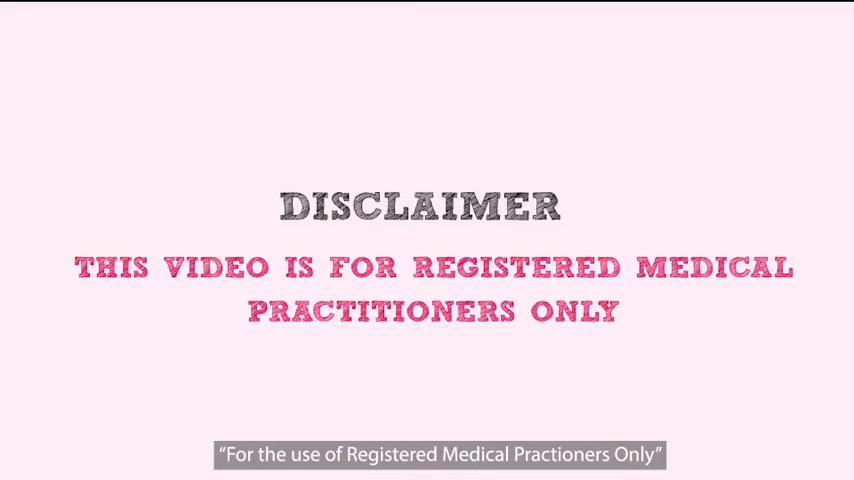 DISCLAIMER
THIS VIDEO IS FOR REGISTERED MEDICAL
PRACTITIONERS ONLY
“For the use of Registered Medical Practioners Only”